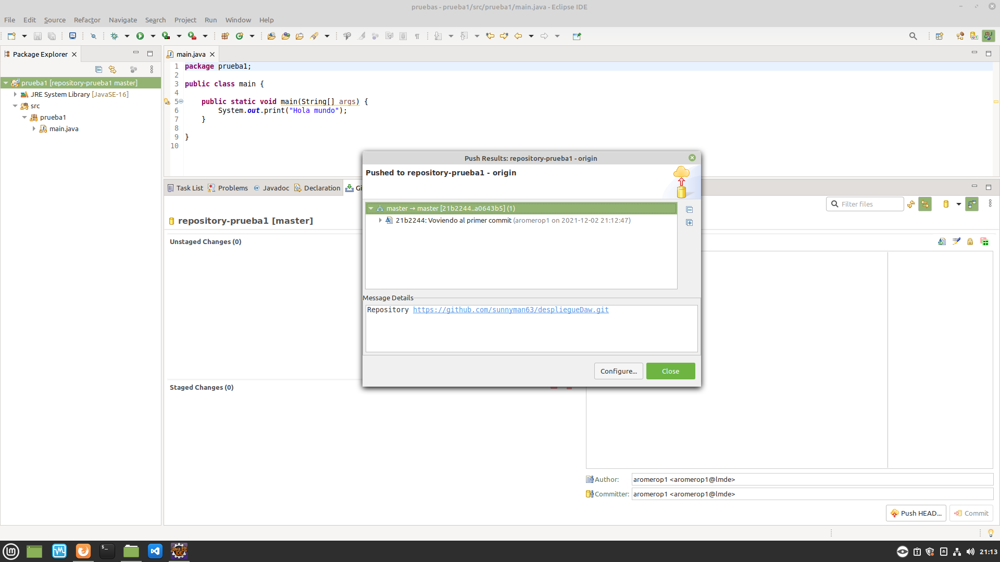 pruebas - prueba1/src/prueba1/main.java - Eclipse IDE
File Edit Source Refactor Navigate Search Project Run Window Help
Package Explorer
prueba1 [repository-prueba1 master]
JRE System Library [JavaSE-16]
src
prueba1
main.java
main.java
1 package prueba1;
2
3 public class main {
4
5 public static void main(String[] args) {
6 System.out.print("Hola mundo");
7 }
8
9 }
10
Task List Problems Javadoc Declaration Gi
Filter files
repository-prueba1 [master]
Unstaged Changes (0)
Staged Changes (0)
Push Results: repository-prueba1 - origin
Pushed to repository-prueba1 - origin
master → master [21b2244..a0643b5] (1)
21b2244: Voviendo al primer commit (aromerop1 on 2021-12-02 21:12:47)
Message Details
Repository https://github.com/sunnyman63/despliegueDaw.git
Configure... Close
Author: aromerop1 <aromerop1@lmde>
Committer: aromerop1 <aromerop1@lmde>
Push HEAD... Commit
Java EE
IDE
21:13